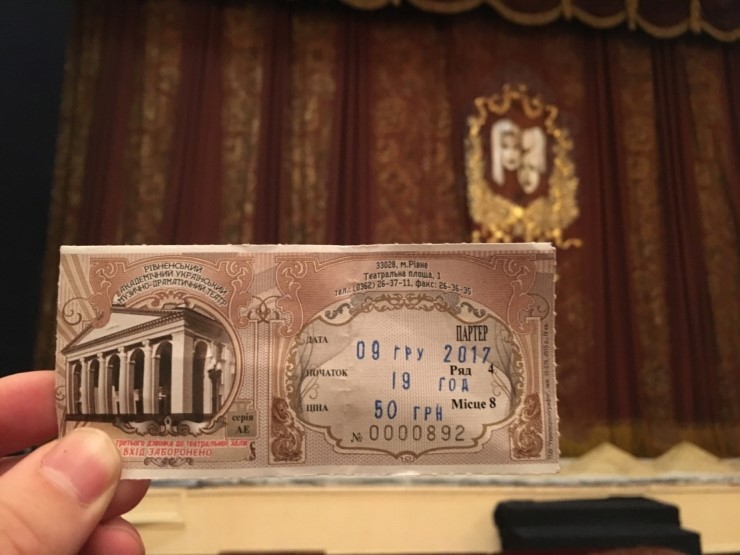 РІВНЕНСЬКИЙ
АКАДЕМІЧНИЙ УКРАЇНСЬКИЙ
МУЗИЧНО-ДРАМАТИЧНИЙ ТЕАТР
серія
АЕ
третього дзвоника до театральної зали
ВХІД ЗАБОРОНЕНО
33028, м.Рівне
Театральна площа, 1
тел.: (0362) 26-37-11, факс: 26-36-35
ПАРТЕР
ДАТА 09 ГРУ 2017
Ряд 4
ПОЧАТОК 19 ГОД
ЦІНА 50 ГРН Місце 8
№ 0000892